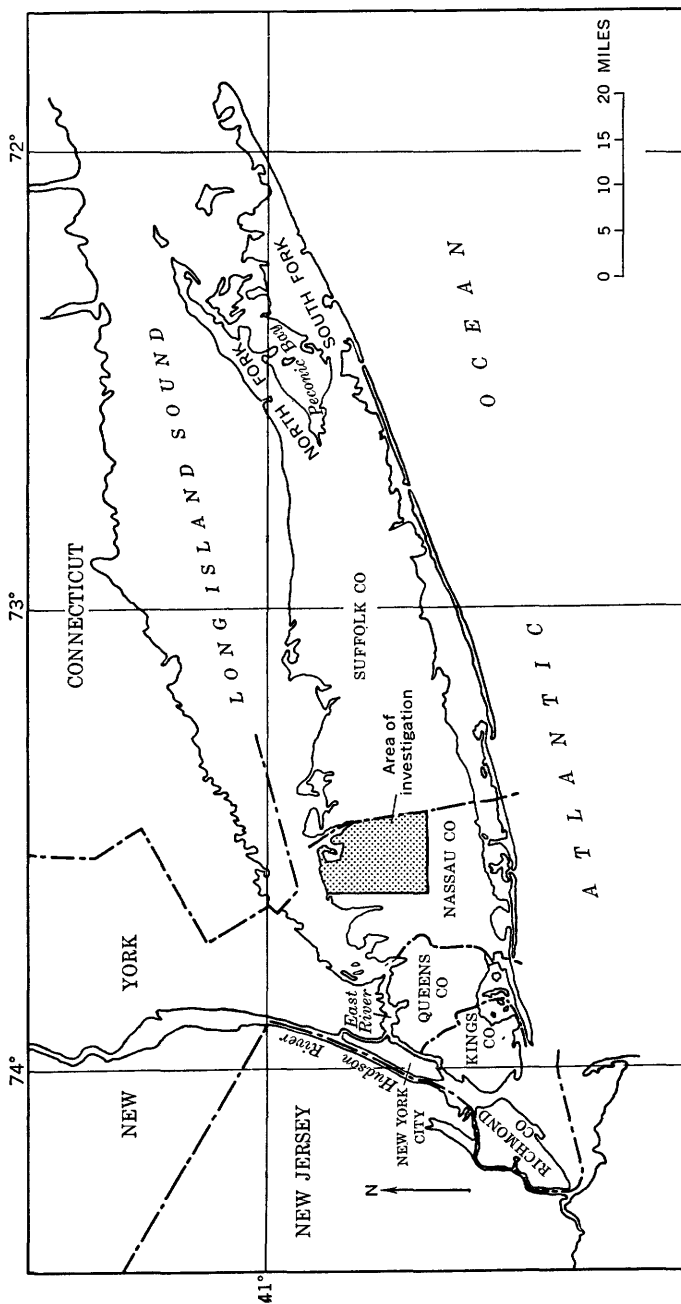 74°
73°
72°
41°
NEW YORK
CONNECTICUT
NEW JERSEY
LONG ISLAND SOUND
Hudson River
East River
NEW YORK CITY
N
NORTH FORK
Peconic Bay
SOUTH FORK
SUFFOLK CO
Area of
investigation
NASSAU CO
QUEENS
CO
KINGS
CO
RICHMOND
CO
ATLANTIC OCEAN
0 5 10 15 20 MILES